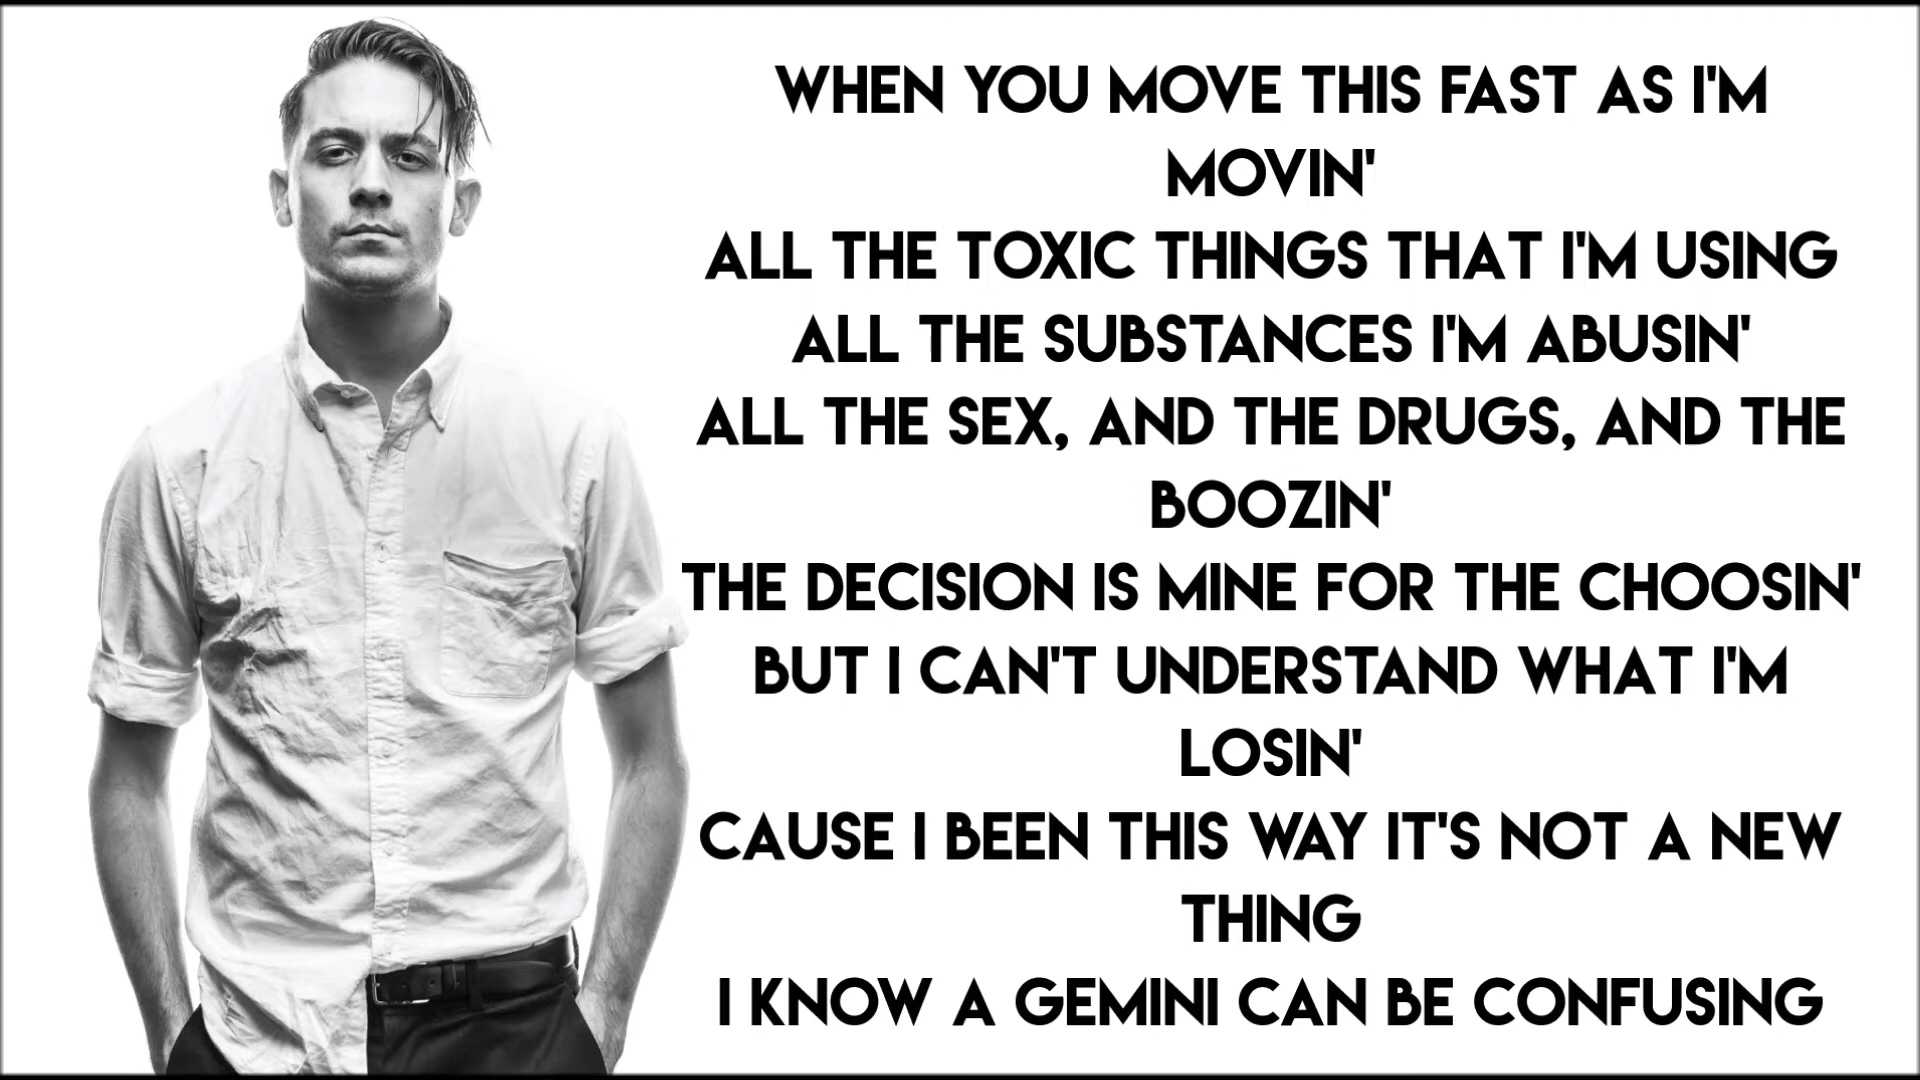 WHEN YOU MOVE THIS FAST AS I'M
MOVIN'
ALL THE TOXIC THINGS THAT I'M USING
ALL THE SUBSTANCES I'M ABUSIN'
ALL THE SEX, AND THE DRUGS, AND THE
BOOZIN'
THE DECISION IS MINE FOR THE CHOOSIN'
BUT I CAN'T UNDERSTAND WHAT I'M
LOSIN'
CAUSE I BEEN THIS WAY IT'S NOT A NEW
THING
I KNOW A GEMINI CAN BE CONFUSING